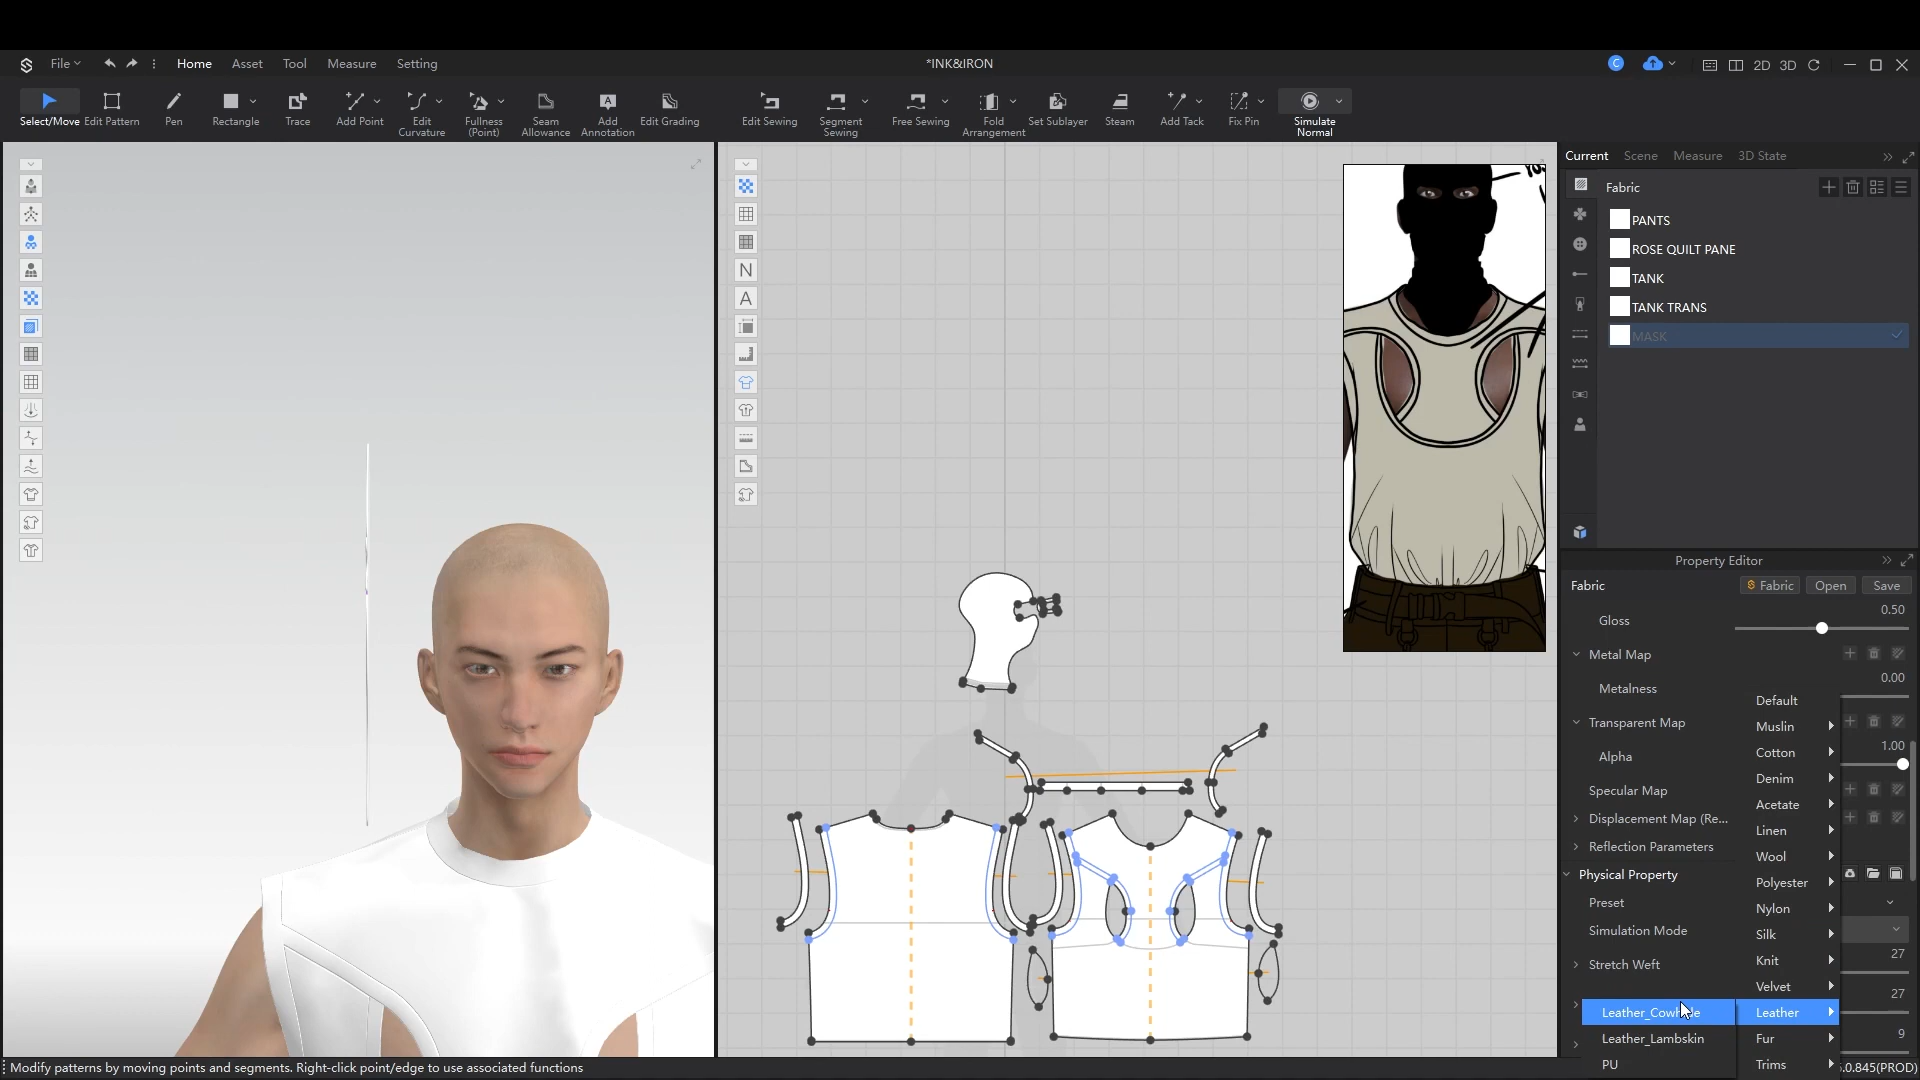 File Home Asset Tool Measure Setting
*INK&IRON
C
2D 3D
Select/Move
Edit Pattern
Pen
Rectangle
Trace
Add Point
Edit
Curvature
Fullness
(Point)
Seam
Allowance
Add
Annotation
Edit Grading
Edit Sewing
Segment
Sewing
Free Sewing
Fold
Arrangement
Set Sublayer
Steam
Add Tack
Fix Pin
Simulate
Normal
N
A
Current Scene Measure 3D State
Fabric
PANTS
ROSE QUILT PANE
TANK
TANK TRANS
MASK
Property Editor
Fabric
Fabric Open Save
0.50
Gloss
Metal Map
0.00
Metalness
Transparent Map
1.00
Alpha
Specular Map
Displacement Map (Re...
Reflection Parameters
Physical Property
Preset
Simulation Mode
27
Stretch Weft
27
9
Default
Muslin
Cotton
Denim
Acetate
Linen
Wool
Polyester
Nylon
Silk
Knit
Velvet
Leather
Fur
Trims
Leather_Lambskin
PU
Modify patterns by moving points and segments. Right-click point/edge to use associated functions
.0.845(PROD)